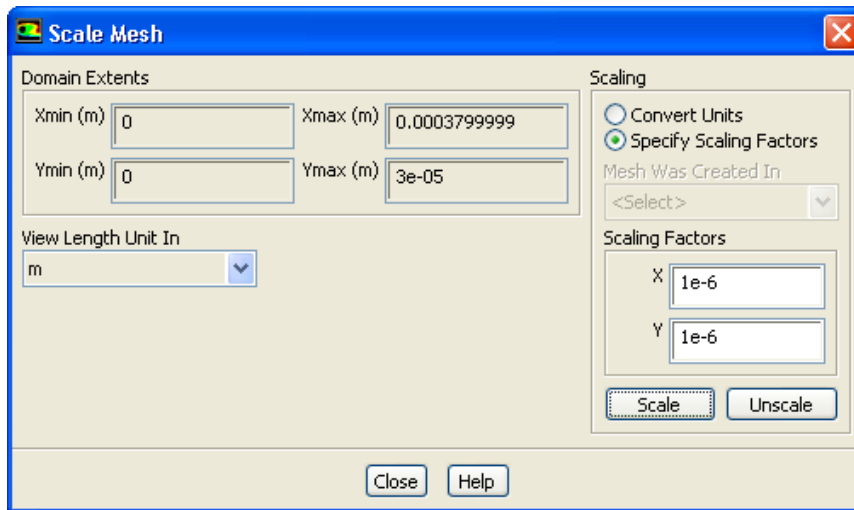 Scale Mesh
Domain Extents
Xmin (m) 0 Xmax (m) 0.0003799999
Ymin (m) 0 Ymax (m) 3e-05
View Length Unit In
m
Scaling
Convert Units
Specify Scaling Factors
Mesh Was Created In
<Select>
Scaling Factors
X 1e-6
Y 1e-6
Scale Unscale
Close Help